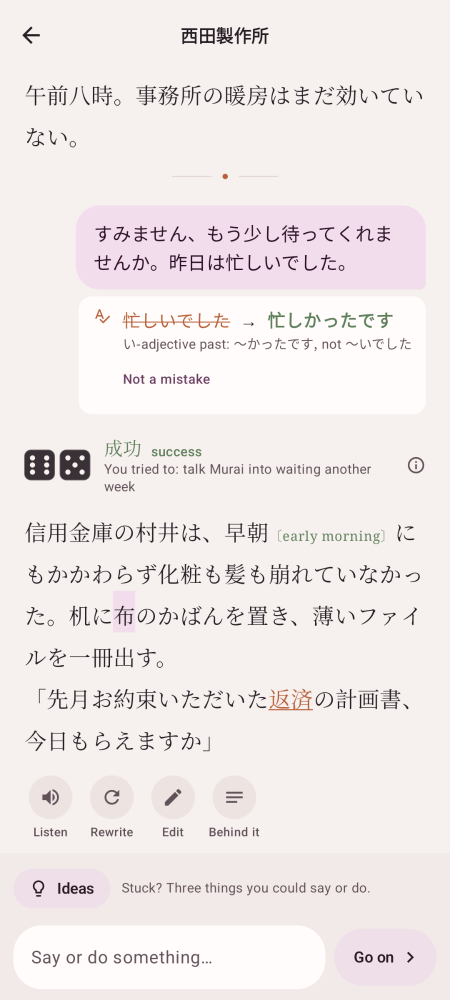 西田製作所
午前八時。事務所の暖房はまだ効いてい
ない。
すみません、もう少し待ってくれま
せんか。昨日は忙しいでした。
忙しいでした → 忙しかったです
い-adjective past: 〜かったです, not 〜いでした
Not a mistake
成功 success
You tried to: talk Murai into waiting another
week
信用金庫の村井は、早朝〔early morning〕に
もかかわらず化粧も髪も崩れていなかっ
た。机に布のかばんを置き、薄いファイ
ルを一冊出す。
「先月お約束いただいた返済の計画書、
今日もらえますか」
Listen Rewrite Edit Behind it
Ideas Stuck? Three things you could say or do.
Say or do something… Go on